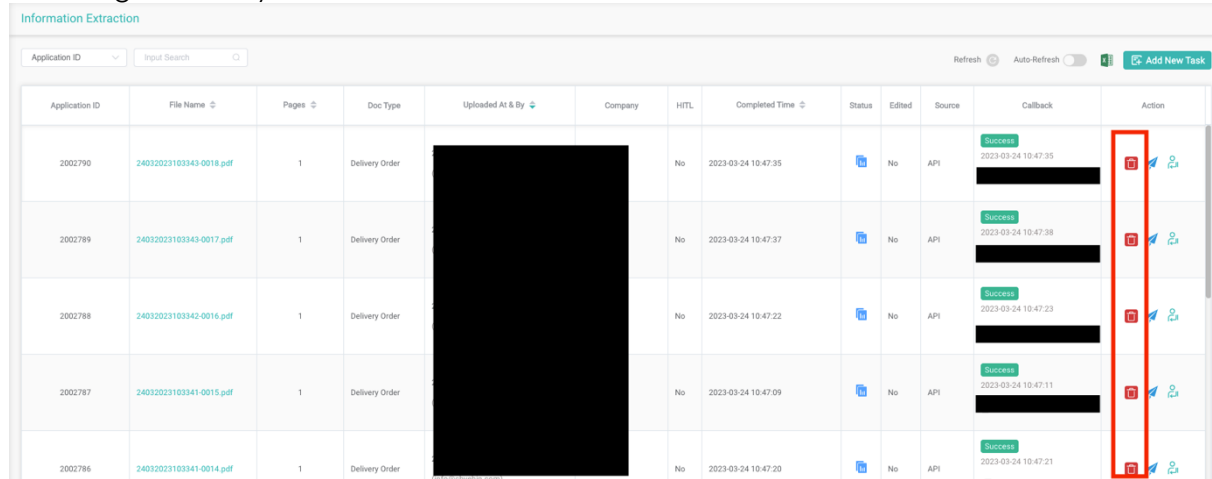 Information Extraction
Application ID Input Search Refresh Auto-Refresh Add New Task
Application ID File Name Pages Doc Type Uploaded At & By Company HITL Completed Time Status Edited Source Callback Action
Success
2002790 24032023103343-0018.pdf 1 Delivery Order No 2023-03-24 10:47:35 No API 2023-03-24 10:47:35
Success
2002789 24032023103343-0017.pdf 1 Delivery Order No 2023-03-24 10:47:37 No API 2023-03-24 10:47:38
Success
2002788 24032023103342-0016.pdf 1 Delivery Order No 2023-03-24 10:47:22 No API 2023-03-24 10:47:23
Success
2002787 24032023103341-0015.pdf 1 Delivery Order No 2023-03-24 10:47:09 No API 2023-03-24 10:47:11
Success
2002786 24032023103341-0014.pdf 1 Delivery Order No 2023-03-24 10:47:20 No API 2023-03-24 10:47:21